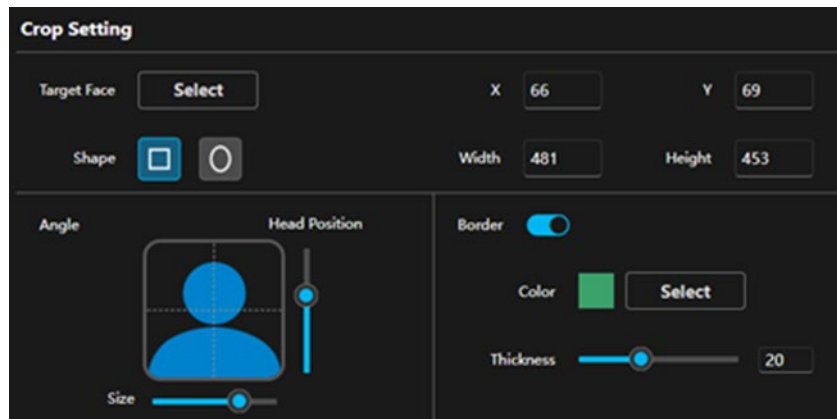 Crop Setting
Target Face Select X 66 Y 69
Shape Width 481 Height 453
Angle Head Position Border
Color Select
Thickness 20
Size